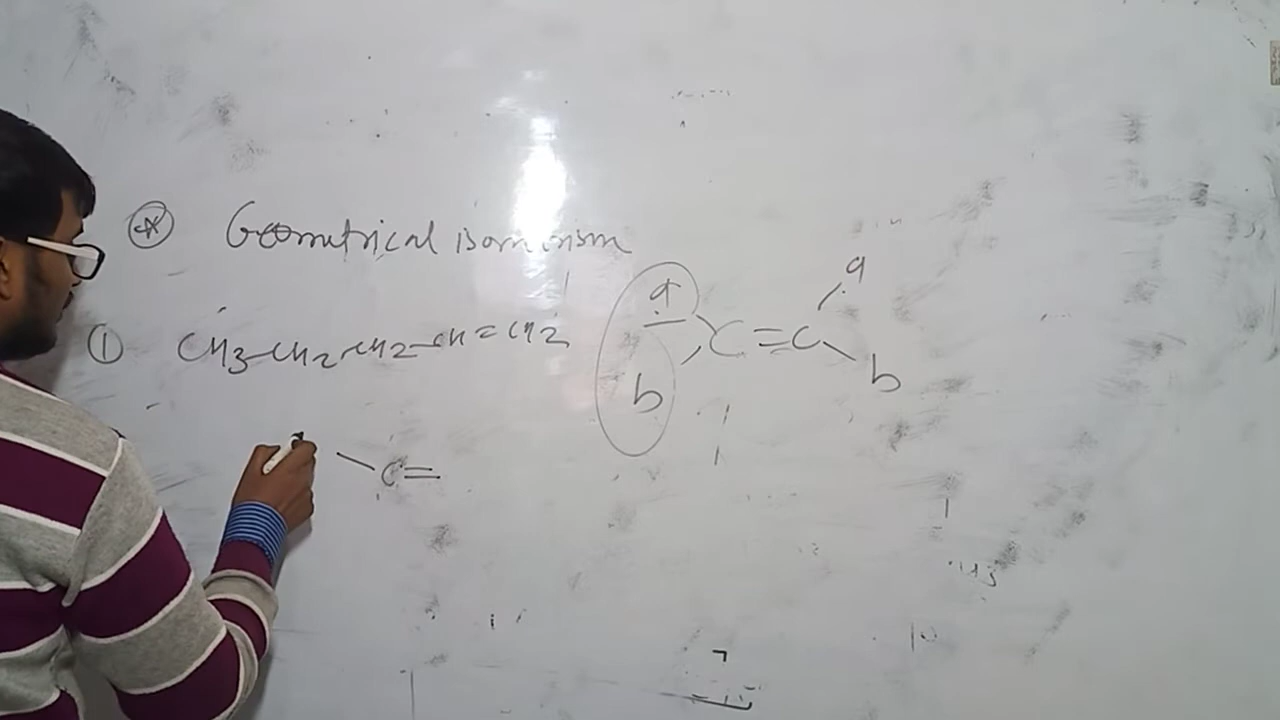 Geometrical isomerism
① CH3-CH2-CH2-CH=CH2
a a
C=C
b b
C=